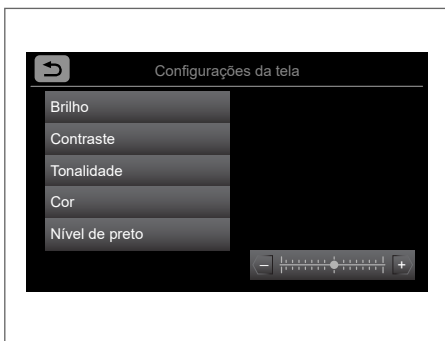 Configurações da tela
Brilho
Contraste
Tonalidade
Cor
Nível de preto